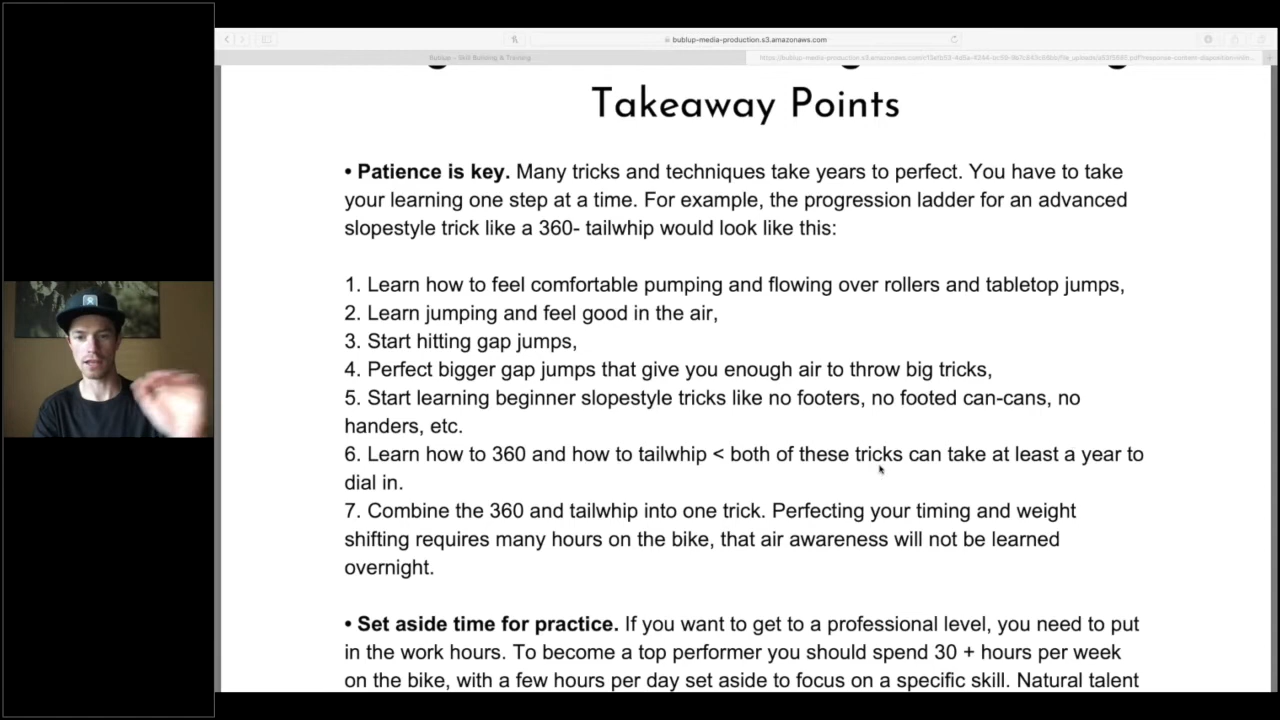 bublup-media-production.s3.amazonaws.com
Bublup - Skill Building & Training
Takeaway Points
• Patience is key. Many tricks and techniques take years to perfect. You have to take
your learning one step at a time. For example, the progression ladder for an advanced
slopestyle trick like a 360- tailwhip would look like this:
1. Learn how to feel comfortable pumping and flowing over rollers and tabletop jumps,
2. Learn jumping and feel good in the air,
3. Start hitting gap jumps,
4. Perfect bigger gap jumps that give you enough air to throw big tricks,
5. Start learning beginner slopestyle tricks like no footers, no footed can-cans, no
handers, etc.
6. Learn how to 360 and how to tailwhip < both of these tricks can take at least a year to
dial in.
7. Combine the 360 and tailwhip into one trick. Perfecting your timing and weight
shifting requires many hours on the bike, that air awareness will not be learned
overnight.
• Set aside time for practice. If you want to get to a professional level, you need to put
in the work hours. To become a top performer you should spend 30 + hours per week
on the bike, with a few hours per day set aside to focus on a specific skill. Natural talent